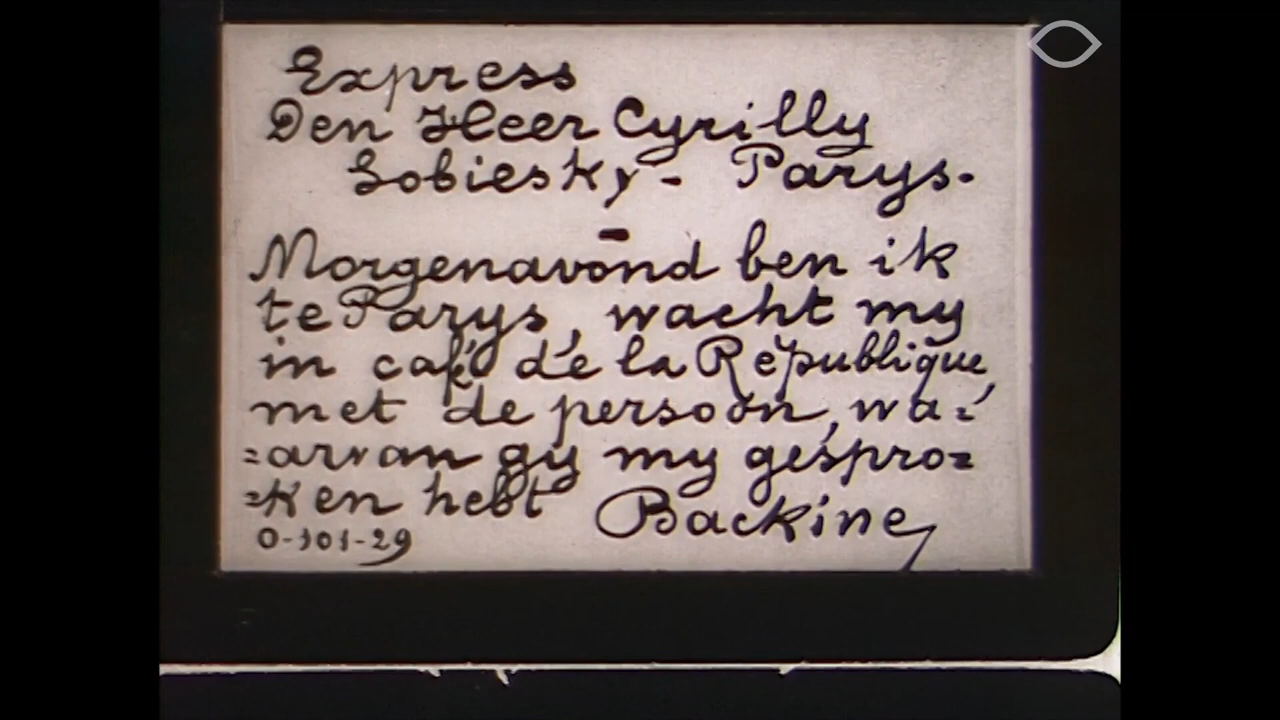 Express
Den Heer Cyrilly
Sobiesky - Parys.
-
Morgenavond ben ik
te Parys, wacht my
in café de la Republique,
met de persoon, wa=
=arvan gy my gespro=
=ken hebt
Backine
0-101-29